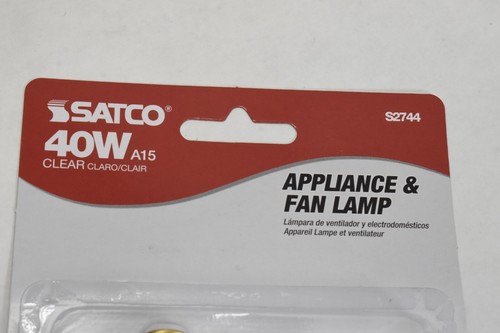 SATCO®
S2744
40W A15
CLEAR CLARO/CLAIR
APPLIANCE &
FAN LAMP
Lámpara de ventilador y electrodomésticos
Appareil Lampe et ventilateur